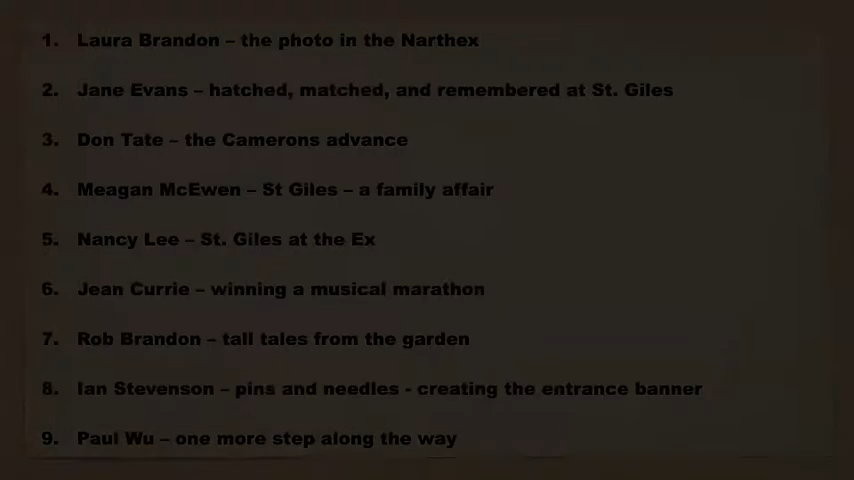 1. Laura Brandon – the photo in the Narthex
2. Jane Evans – hatched, matched, and remembered at St. Giles
3. Don Tate – the Camerons advance
4. Meagan McEwen – St Giles – a family affair
5. Nancy Lee – St. Giles at the Ex
6. Jean Currie – winning a musical marathon
7. Rob Brandon – tall tales from the garden
8. Ian Stevenson – pins and needles - creating the entrance banner
9. Paul Wu – one more step along the way